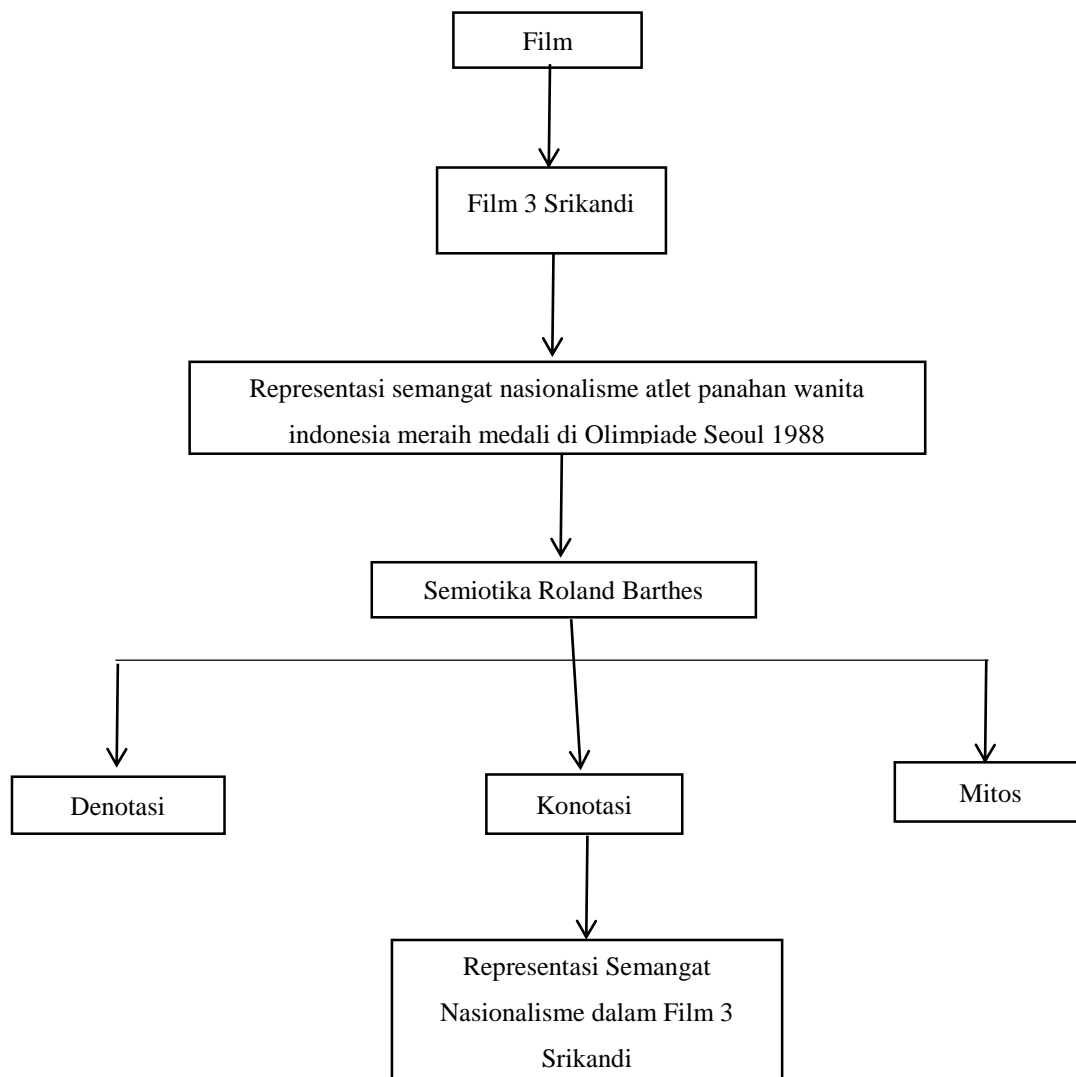 Film
Film 3 Srikandi
Representasi semangat nasionalisme atlet panahan wanita
indonesia meraih medali di Olimpiade Seoul 1988
Semiotika Roland Barthes
Denotasi
Konotasi
Mitos
Representasi Semangat
Nasionalisme dalam Film 3
Srikandi